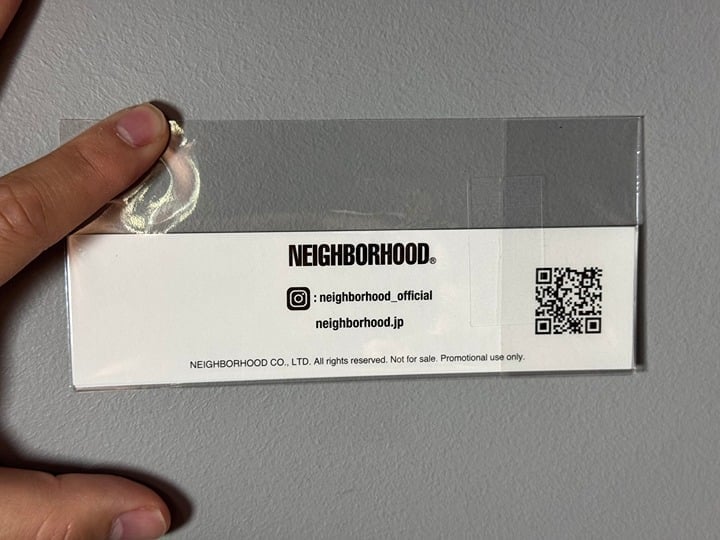 NEIGHBORHOOD®
: neighborhood_official
neighborhood.jp
NEIGHBORHOOD CO., LTD. All rights reserved. Not for sale. Promotional use only.